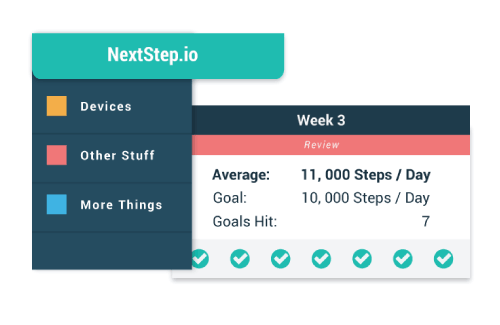 NextStep.io
Devices
Other Stuff
More Things
Week 3
Review
Average: 11, 000 Steps / Day
Goal: 10, 000 Steps / Day
Goals Hit: 7